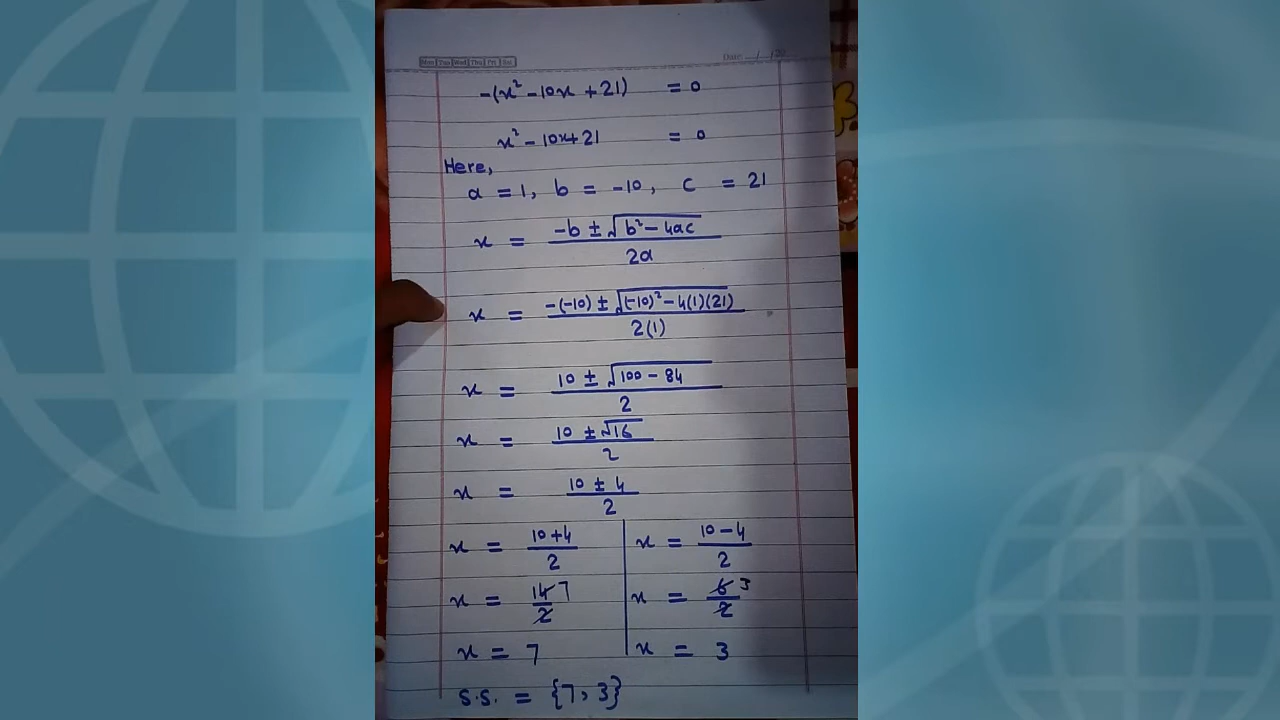 Mon Tue Wed Thu Fri Sat
Date __/__/20
-(x² - 10x + 21) = 0
x² - 10x + 21 = 0
Here,
a = 1, b = -10, c = 21
x = (-b ± √(b² - 4ac)) / 2a
x = (-(-10) ± √((-10)² - 4(1)(21))) / 2(1)
x = (10 ± √(100 - 84)) / 2
x = (10 ± √16) / 2
x = (10 ± 4) / 2
x = (10 + 4) / 2 | x = (10 - 4) / 2
x = 14 7 / 2 | x = 6 3 / 2
x = 7 | x = 3
S.S. = {7, 3}